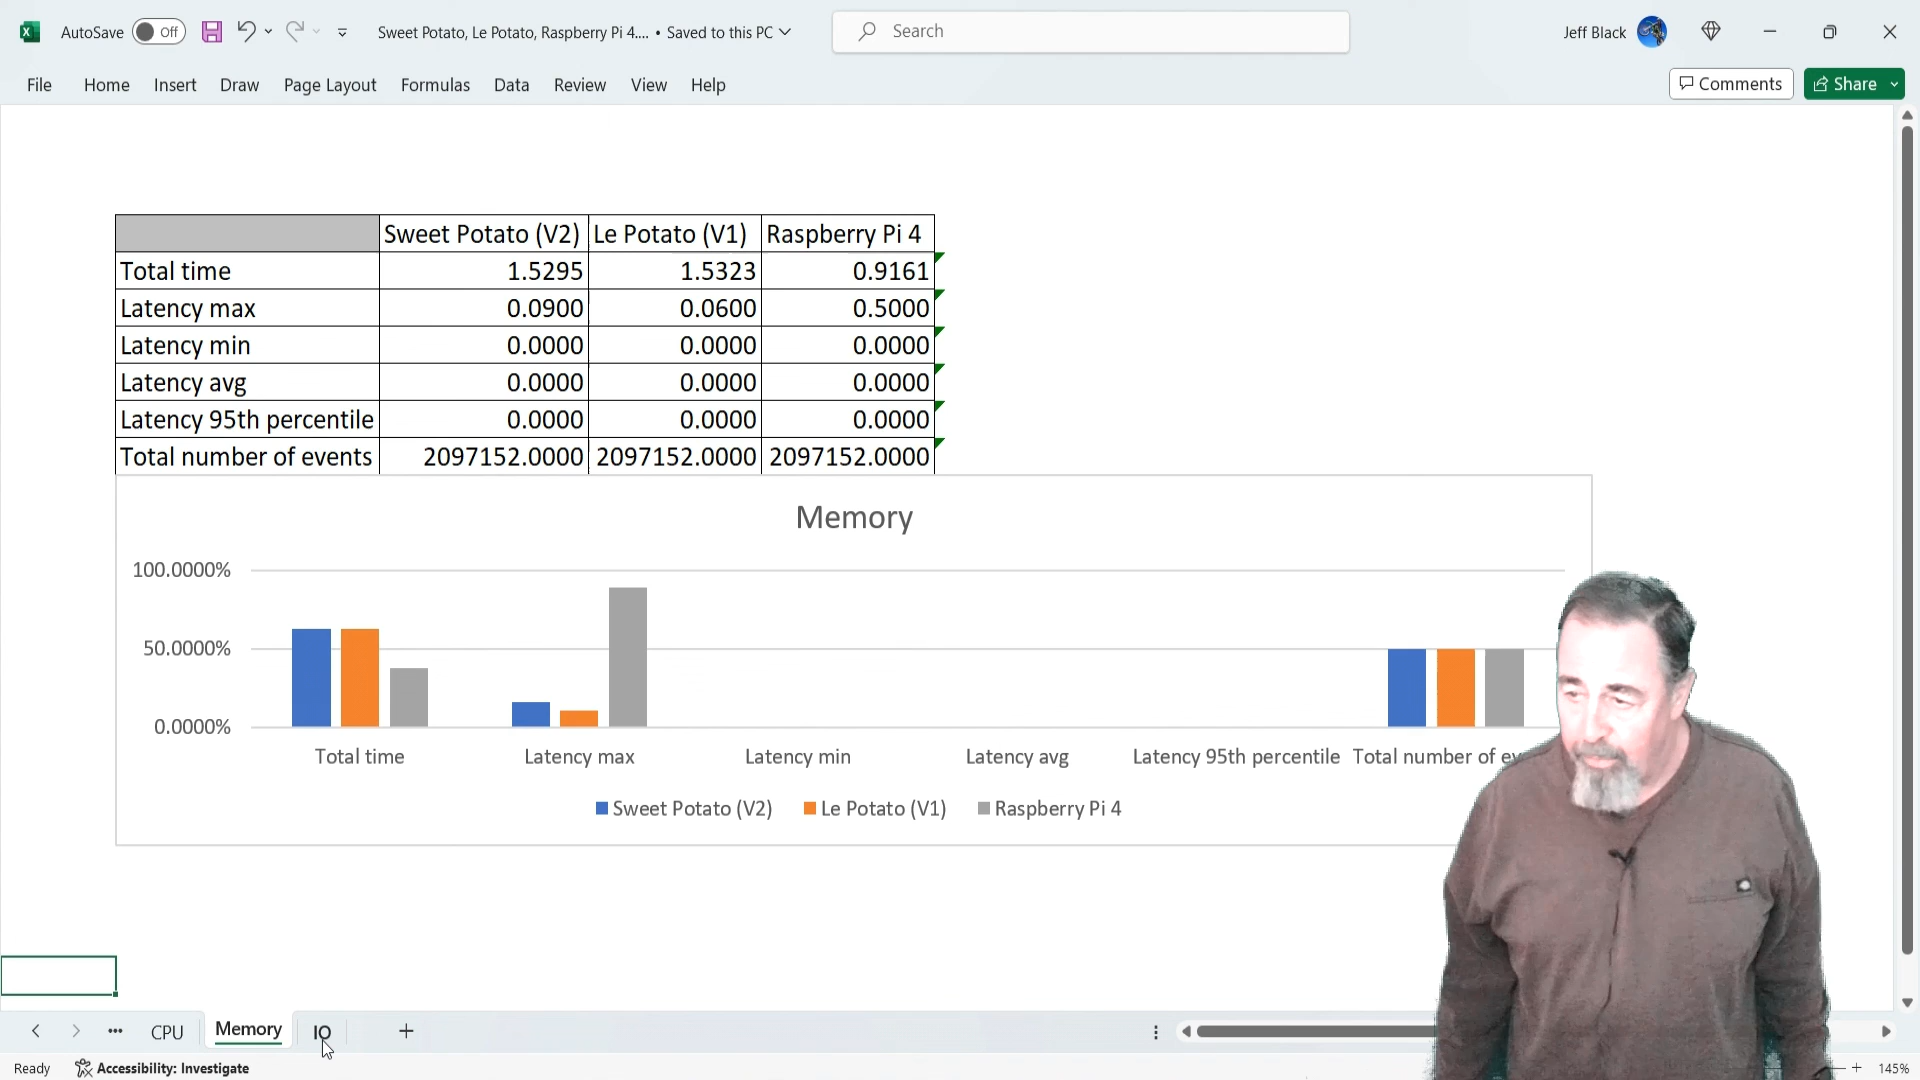 AutoSave Off Sweet Potato, Le Potato, Raspberry Pi 4.... • Saved to this PC Search Jeff Black
File Home Insert Draw Page Layout Formulas Data Review View Help Comments Share
Sweet Potato (V2) Le Potato (V1) Raspberry Pi 4
Total time 1.5295 1.5323 0.9161
Latency max 0.0900 0.0600 0.5000
Latency min 0.0000 0.0000 0.0000
Latency avg 0.0000 0.0000 0.0000
Latency 95th percentile 0.0000 0.0000 0.0000
Total number of events 2097152.0000 2097152.0000 2097152.0000
Memory
100.0000%
50.0000%
0.0000%
Total time Latency max Latency min Latency avg Latency 95th percentile Total number of ev
Sweet Potato (V2) Le Potato (V1) Raspberry Pi 4
CPU Memory IO
Ready Accessibility: Investigate 145%